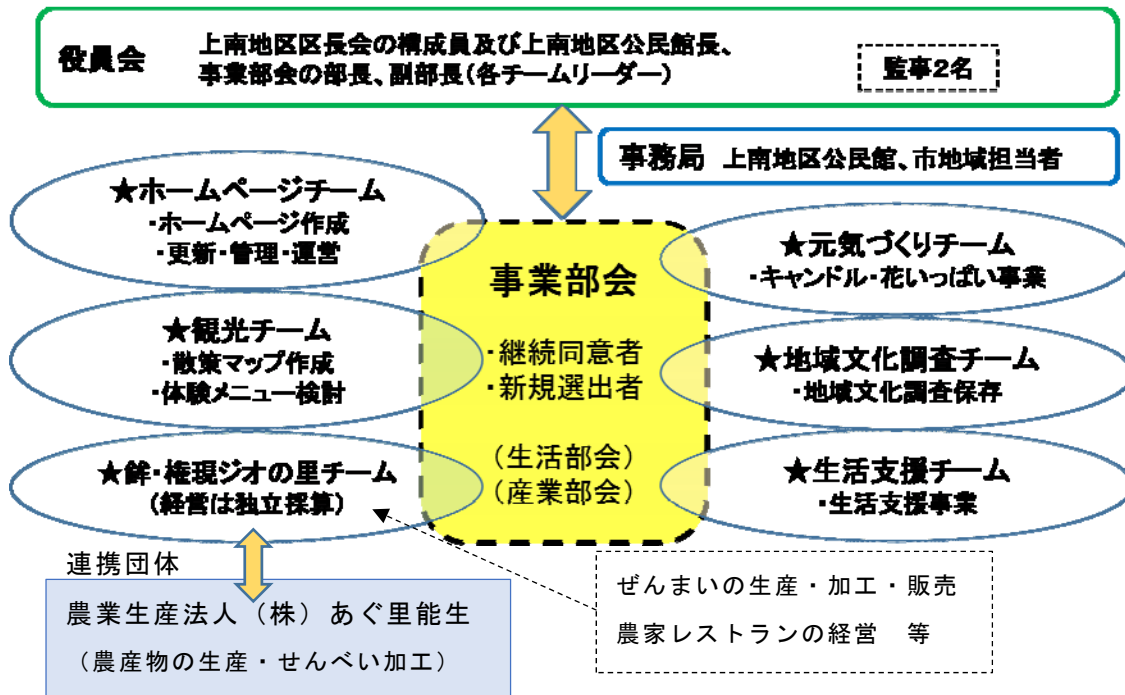 役員会
上南地区区長会の構成員及び上南地区公民館長、
事業部会の部長、副部長(各チームリーダー)
監事2名
事務局 上南地区公民館、市地域担当者
★ホームページチーム
・ホームページ作成
・更新・管理・運営
★観光チーム
・散策マップ作成
・体験メニュー検討
★鉾・権現ジオの里チーム
(経営は独立採算)
事業部会
・継続同意者
・新規選出者
(生活部会)
(産業部会)
★元気づくりチーム
・キャンドル・花いっぱい事業
★地域文化調査チーム
・地域文化調査保存
★生活支援チーム
・生活支援事業
連携団体
農業生産法人(株)あぐ里能生
(農産物の生産・せんべい加工)
ぜんまいの生産・加工・販売
農家レストランの経営 等